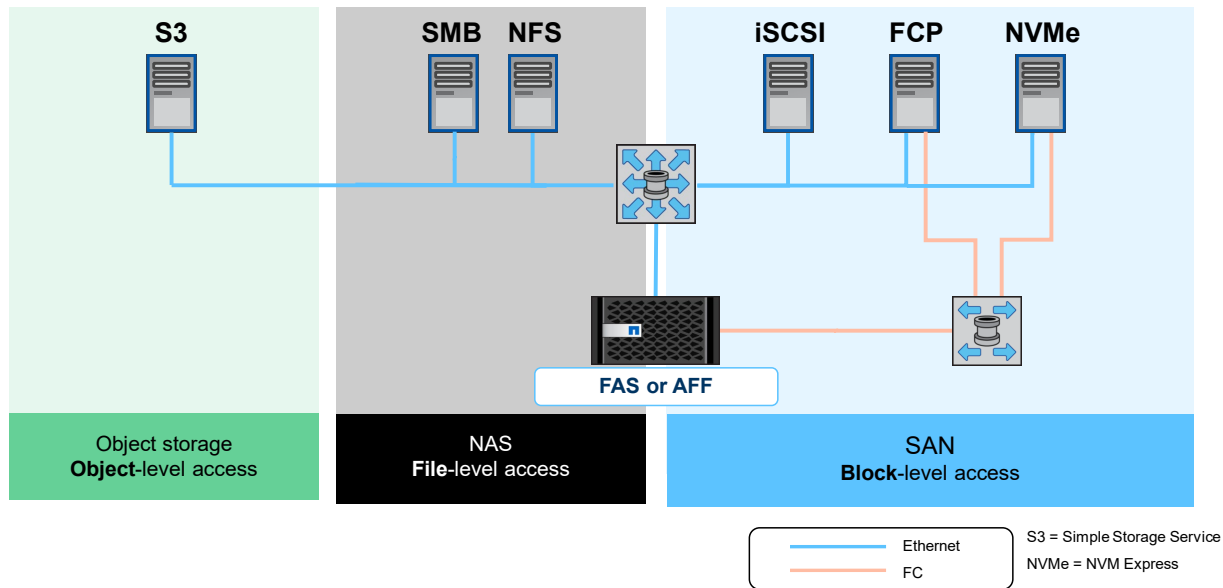 S3
SMB
NFS
iSCSI
FCP
NVMe
FAS or AFF
Object storage
Object-level access
NAS
File-level access
SAN
Block-level access
Ethernet
FC
S3 = Simple Storage Service
NVMe = NVM Express